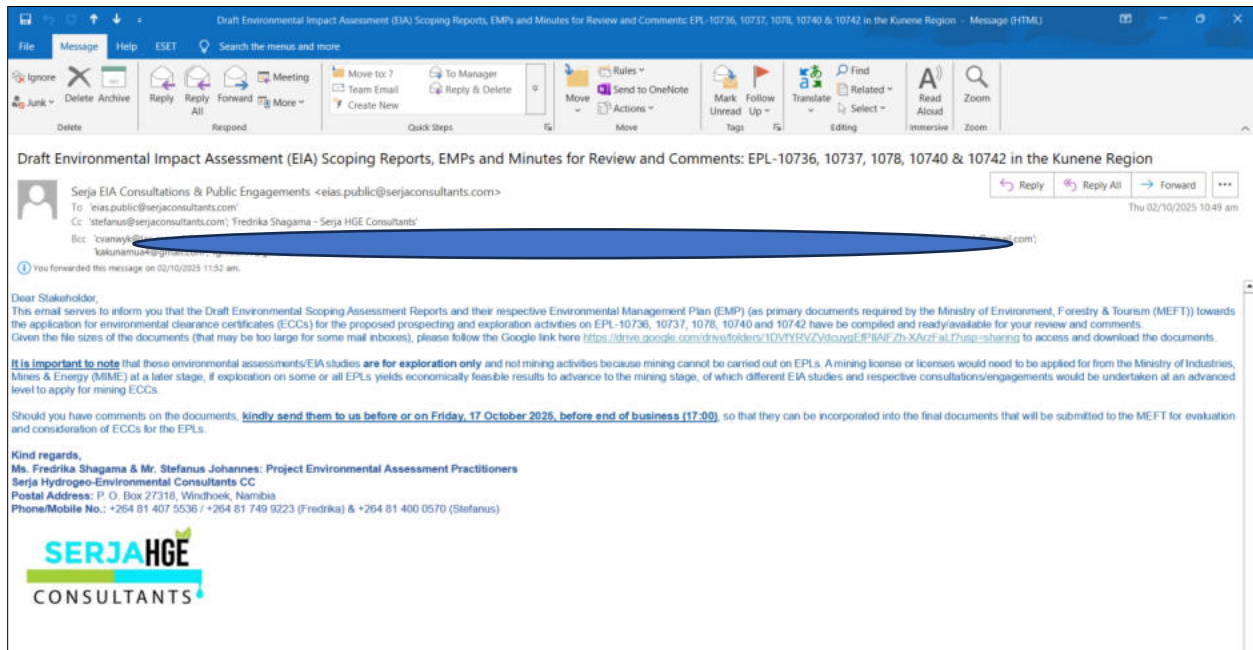 Draft Environmental Impact Assessment (EIA) Scoping Reports, EMPs and Minutes for Review and Comments: EPL-10736, 10737, 1078, 10740 & 10742 in the Kunene Region - Message (HTML)
File Message Help ESET Search the menus and more
Ignore Junk Delete Archive
Reply Reply All Forward Meeting More
Move to: ? Team Email Create New To Manager Reply & Delete
Move Rules Send to OneNote Actions
Mark Unread Follow Up
Translate Find Related Select
Read Aloud
Zoom
Delete Respond Quick Steps Move Tags Editing Immersive Zoom
Draft Environmental Impact Assessment (EIA) Scoping Reports, EMPs and Minutes for Review and Comments: EPL-10736, 10737, 1078, 10740 & 10742 in the Kunene Region
Serja EIA Consultations & Public Engagements <eias.public@serjaconsultants.com>
Reply Reply All Forward
To 'eias.public@serjaconsultants.com'
Cc 'stefanus@serjaconsultants.com'; 'Fredrika Shagama - Serja HGE Consultants'
Thu 02/10/2025 10:49 am
Bcc
You forwarded this message on 02/10/2025 11:52 am.
Dear Stakeholder,
This email serves to inform you that the Draft Environmental Scoping Assessment Reports and their respective Environmental Management Plan (EMP) (as primary documents required by the Ministry of Environment, Forestry & Tourism (MEFT)) towards
the application for environmental clearance certificates (ECCs) for the proposed prospecting and exploration activities on EPL-10736, 10737, 1078, 10740 and 10742 have be compiled and ready/available for your review and comments.
Given the file sizes of the documents (that may be too large for some mail inboxes), please follow the Google link here to access and download the documents.
It is important to note that these environmental assessments/EIA studies are for exploration only and not mining activities because mining cannot be carried out on EPLs. A mining license or licenses would need to be applied for from the Ministry of Industries,
Mines & Energy (MIME) at a later stage, if exploration on some or all EPLs yields economically feasible results to advance to the mining stage, of which different EIA studies and respective consultations/engagements would be undertaken at an advanced
level to apply for mining ECCs.
Should you have comments on the documents, kindly send them to us before or on Friday, 17 October 2025, before end of business (17:00), so that they can be incorporated into the final documents that will be submitted to the MEFT for evaluation
and consideration of ECCs for the EPLs.
Kind regards,
Ms. Fredrika Shagama & Mr. Stefanus Johannes: Project Environmental Assessment Practitioners
Serja Hydrogeo-Environmental Consultants CC
Postal Address: P. O. Box 27318, Windhoek, Namibia
Phone/Mobile No.: +264 81 407 5536 / +264 81 749 9223 (Fredrika) & +264 81 400 0570 (Stefanus)
SERJAHGE
CONSULTANTS